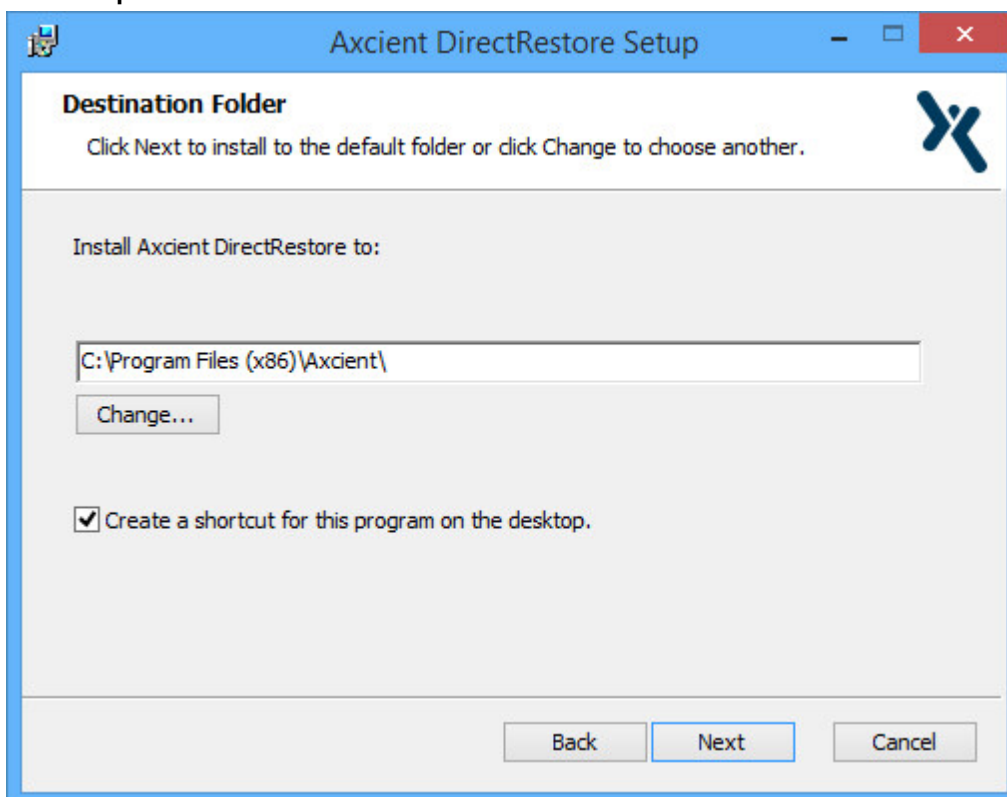 Axcient DirectRestore Setup
Destination Folder
Click Next to install to the default folder or click Change to choose another.
Install Axcient DirectRestore to:
C:\Program Files (x86)\Axcient\
Change...
Create a shortcut for this program on the desktop.
Back Next Cancel